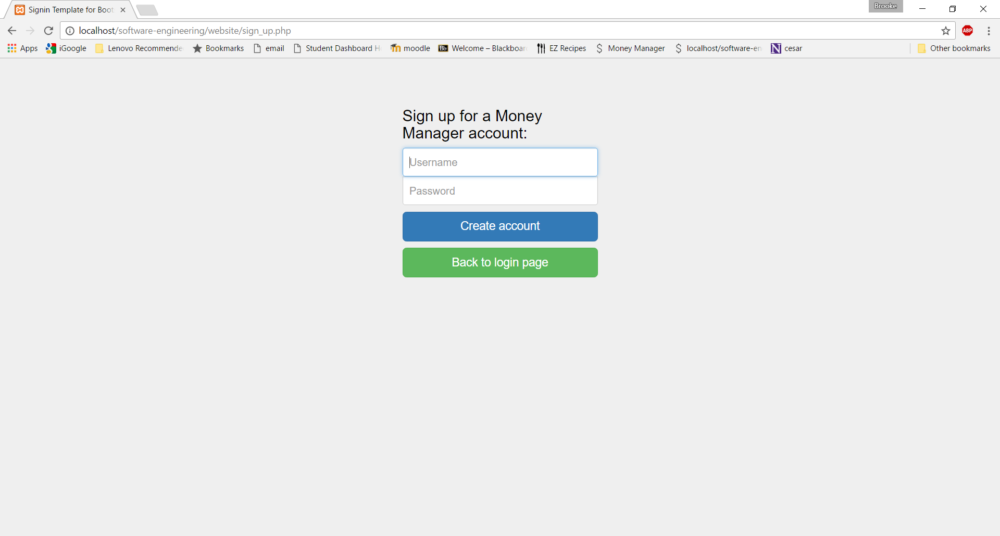 Signin Template for Boot
Brooke
localhost/software-engineering/website/sign_up.php
ABP
Apps iGoogle Lenovo Recommende Bookmarks email Student Dashboard H moodle Bb Welcome – Blackboar EZ Recipes $ Money Manager $ localhost/software-en N cesar Other bookmarks
Sign up for a Money
Manager account:
Username
Password
Create account
Back to login page